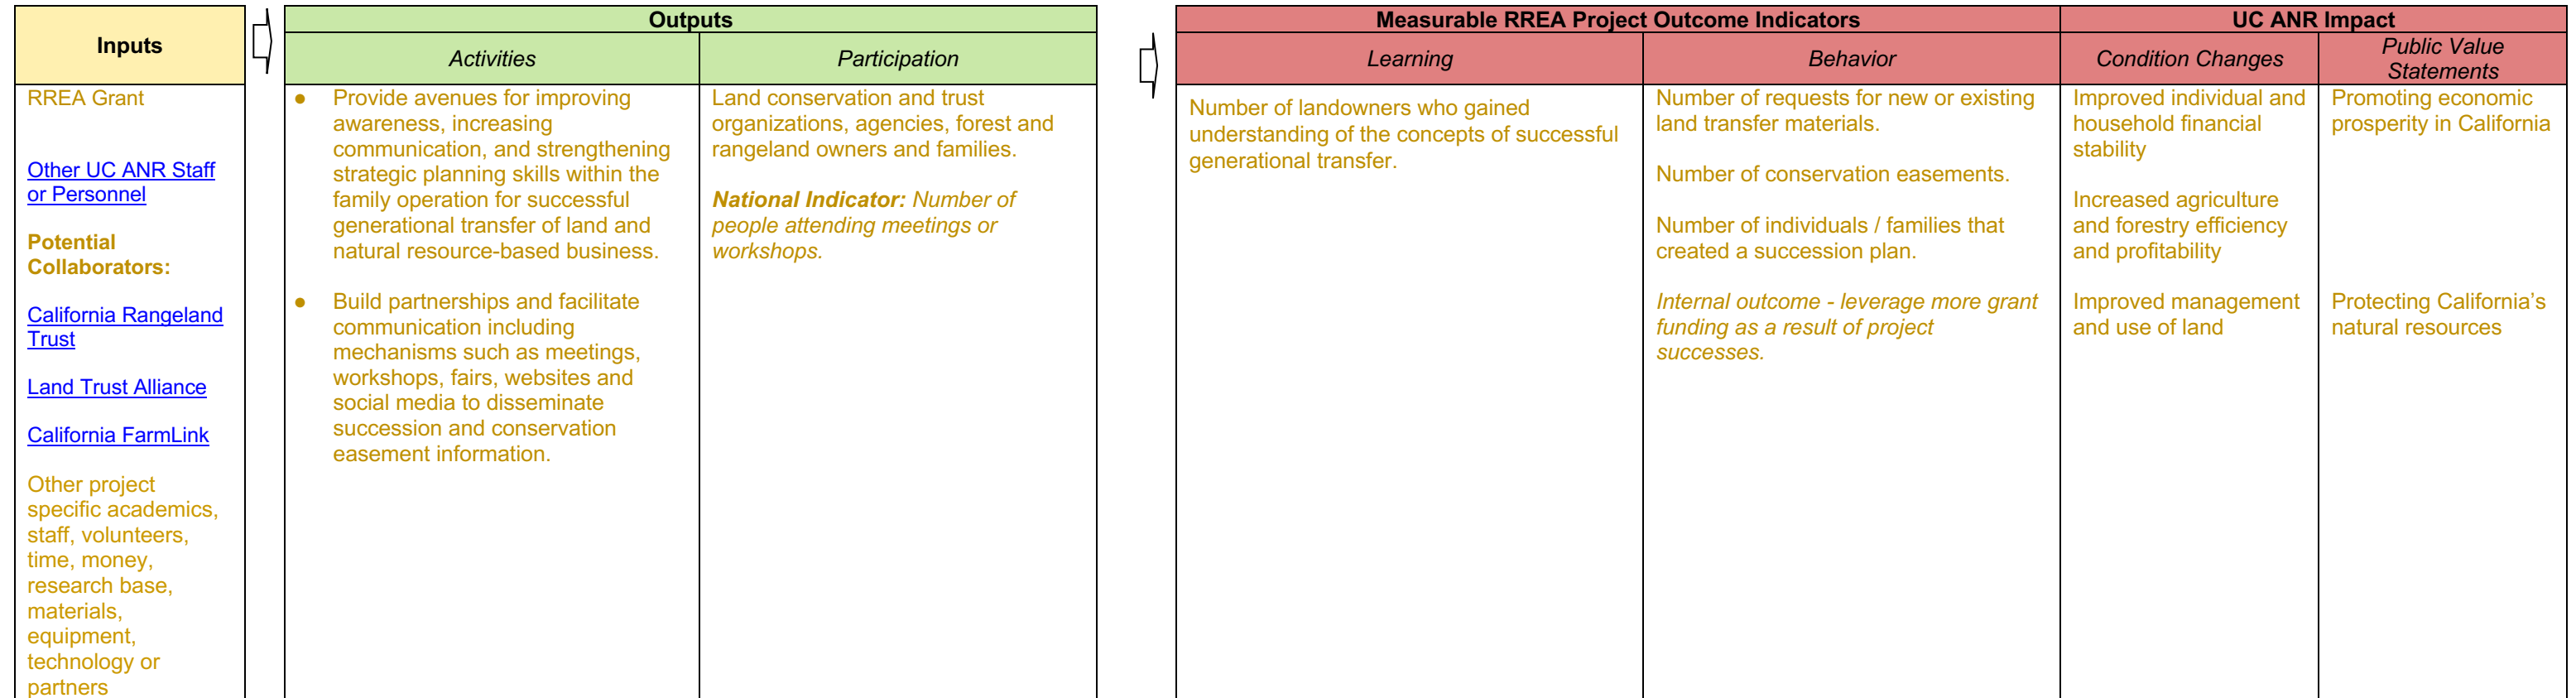 Inputs
RREA Grant
Other UC ANR Staff
or Personnel
Potential
Collaborators:
California Rangeland
Trust
Land Trust Alliance
California FarmLink
Other project
specific academics,
staff, volunteers,
time, money,
research base,
materials,
equipment,
technology or
partners
Outputs
Activities
● Provide avenues for improving
awareness, increasing
communication, and strengthening
strategic planning skills within the
family operation for successful
generational transfer of land and
natural resource-based business.
● Build partnerships and facilitate
communication including
mechanisms such as meetings,
workshops, fairs, websites and
social media to disseminate
succession and conservation
easement information.
Participation
Land conservation and trust
organizations, agencies, forest and
rangeland owners and families.
National Indicator: Number of
people attending meetings or
workshops.
Measurable RREA Project Outcome Indicators
Learning
Number of landowners who gained
understanding of the concepts of successful
generational transfer.
Behavior
Number of requests for new or existing
land transfer materials.
Number of conservation easements.
Number of individuals / families that
created a succession plan.
Internal outcome - leverage more grant
funding as a result of project
successes.
UC ANR Impact
Condition Changes
Improved individual and
household financial
stability
Increased agriculture
and forestry efficiency
and profitability
Improved management
and use of land
Public Value
Statements
Promoting economic
prosperity in California
Protecting California’s
natural resources